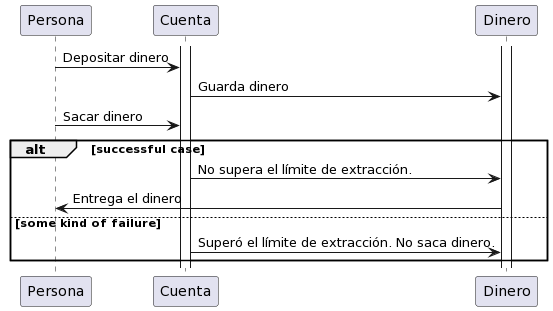 Persona Cuenta Dinero
Depositar dinero
Guarda dinero
Sacar dinero
alt [successful case]
No supera el límite de extracción.
Entrega el dinero
[some kind of failure]
Superó el límite de extracción. No saca dinero.
Persona Cuenta Dinero